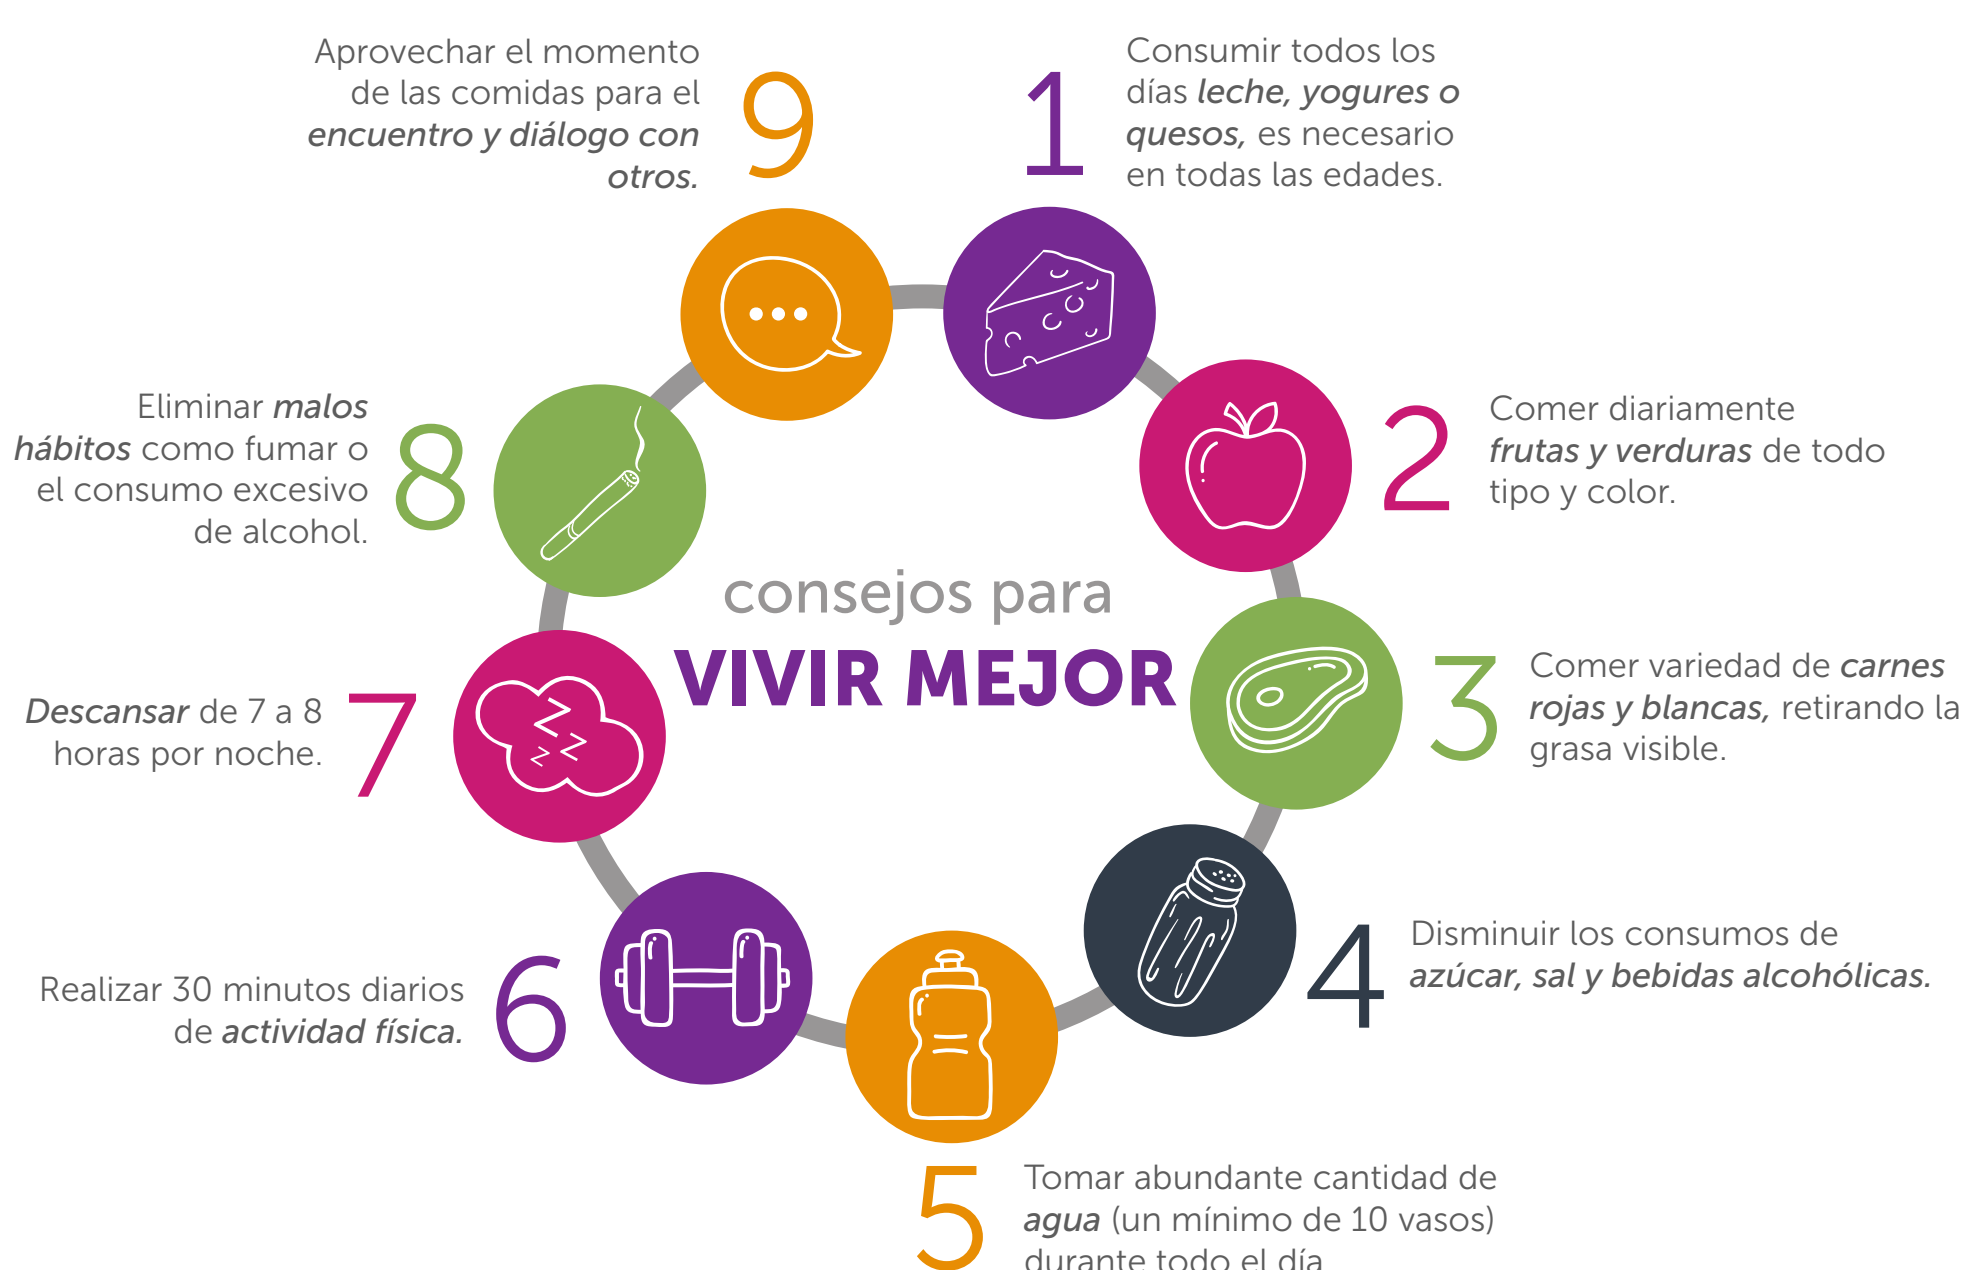 consejos para
VIVIR MEJOR
1
Consumir todos los
días leche, yogures o
quesos, es necesario
en todas las edades.
2
Comer diariamente
frutas y verduras de todo
tipo y color.
3
Comer variedad de carnes
rojas y blancas, retirando la
grasa visible.
4
Disminuir los consumos de
azúcar, sal y bebidas alcohólicas.
5
Tomar abundante cantidad de
agua (un mínimo de 10 vasos)
durante todo el día
6
Realizar 30 minutos diarios
de actividad física.
7
Descansar de 7 a 8
horas por noche.
8
Eliminar malos
hábitos como fumar o
el consumo excesivo
de alcohol.
9
Aprovechar el momento
de las comidas para el
encuentro y diálogo con
otros.